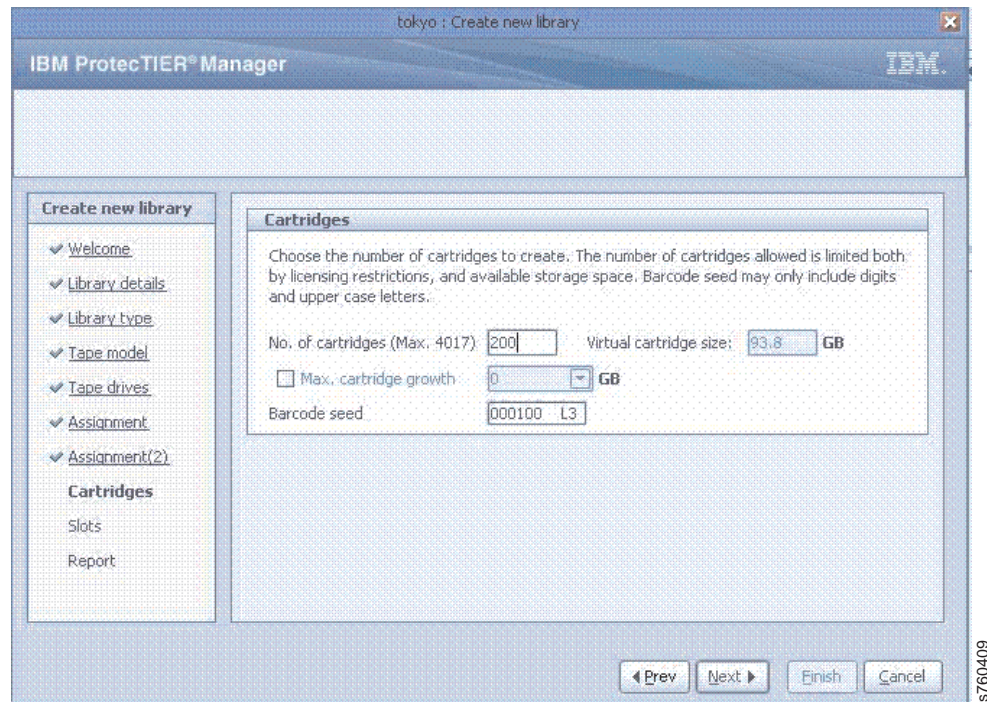 tokyo : Create new library
IBM ProtecTIER® Manager
IBM.
Create new library
Welcome
Library details
Library type
Tape model
Tape drives
Assignment
Assignment(2)
Cartridges
Slots
Report
Cartridges
Choose the number of cartridges to create. The number of cartridges allowed is limited both
by licensing restrictions, and available storage space. Barcode seed may only include digits
and upper case letters.
No. of cartridges (Max. 4017) 200 Virtual cartridge size: 93.8 GB
Max. cartridge growth 0 GB
Barcode seed 000100 L3
Prev Next Finish Cancel
s760409